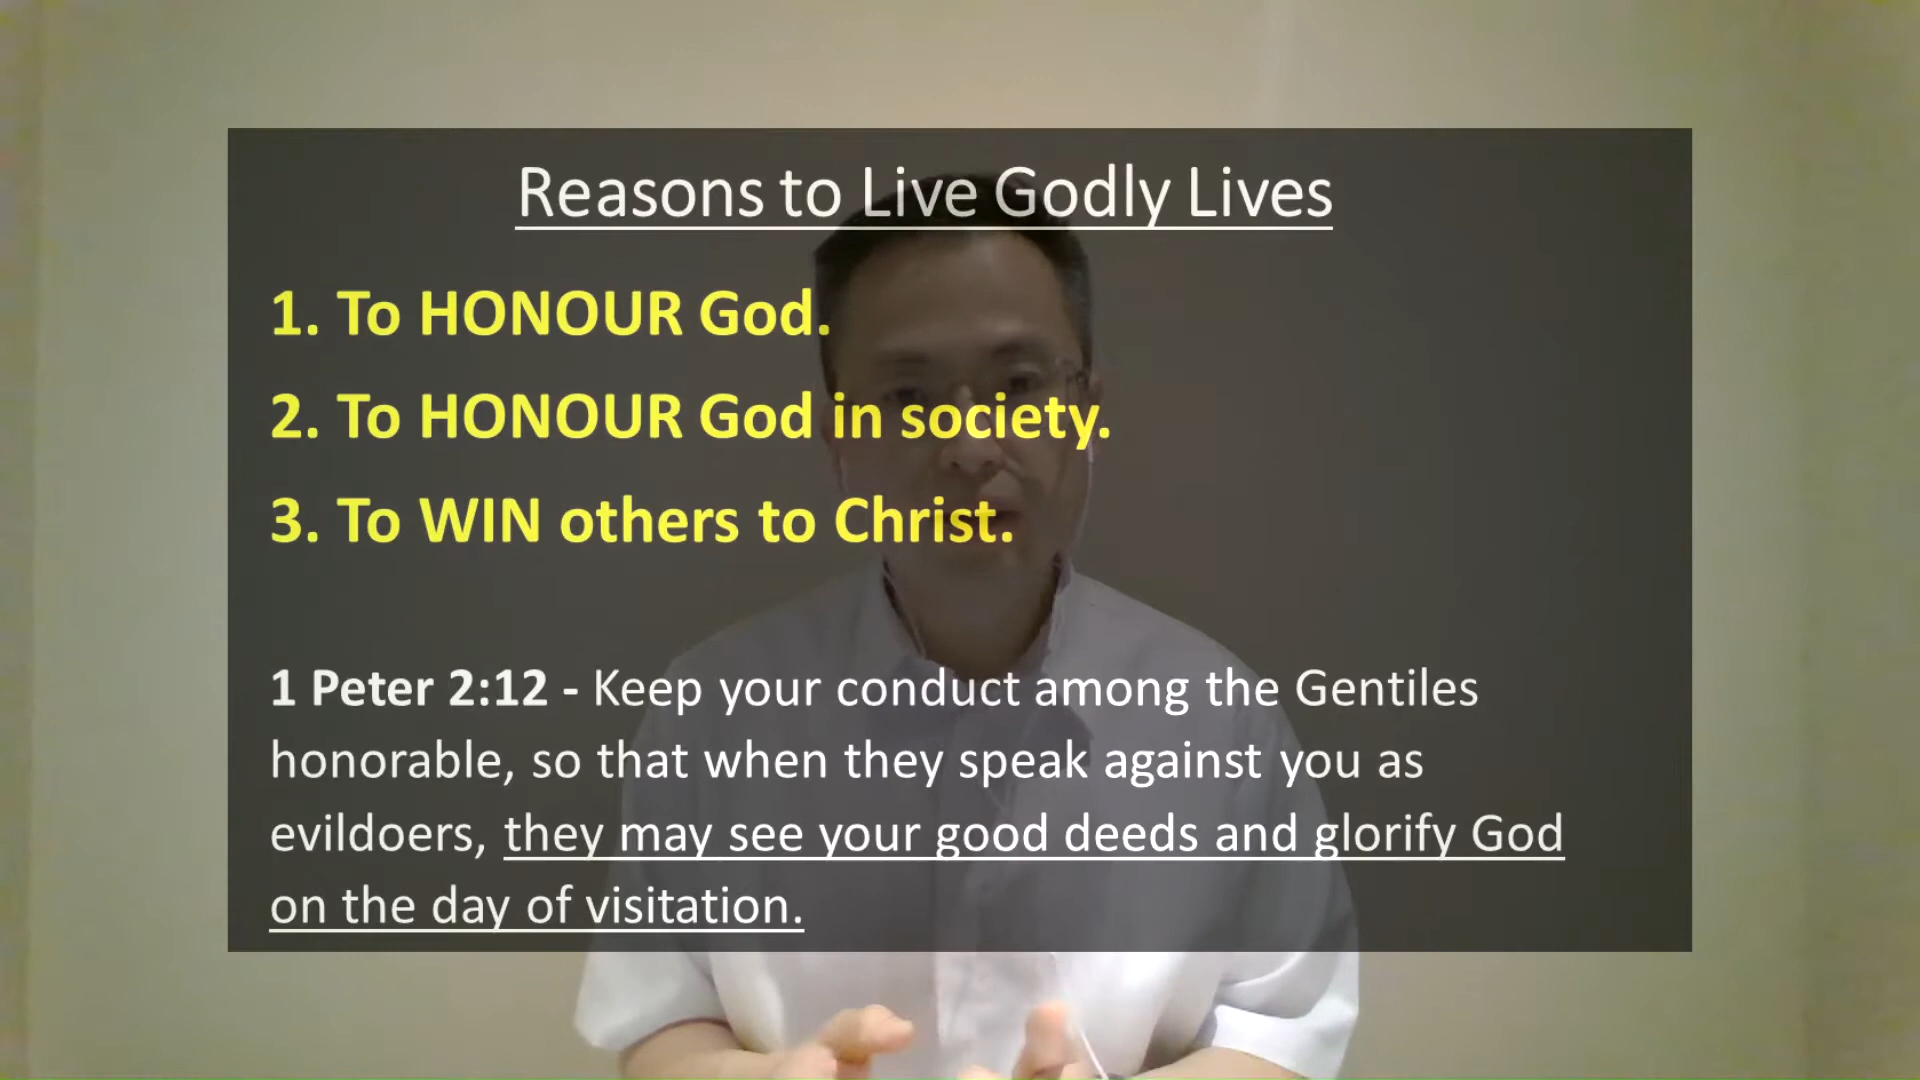 Reasons to Live Godly Lives
1. To HONOUR God.
2. To HONOUR God in society.
3. To WIN others to Christ.
1 Peter 2:12 - Keep your conduct among the Gentiles
honorable, so that when they speak against you as
evildoers, they may see your good deeds and glorify God
on the day of visitation.